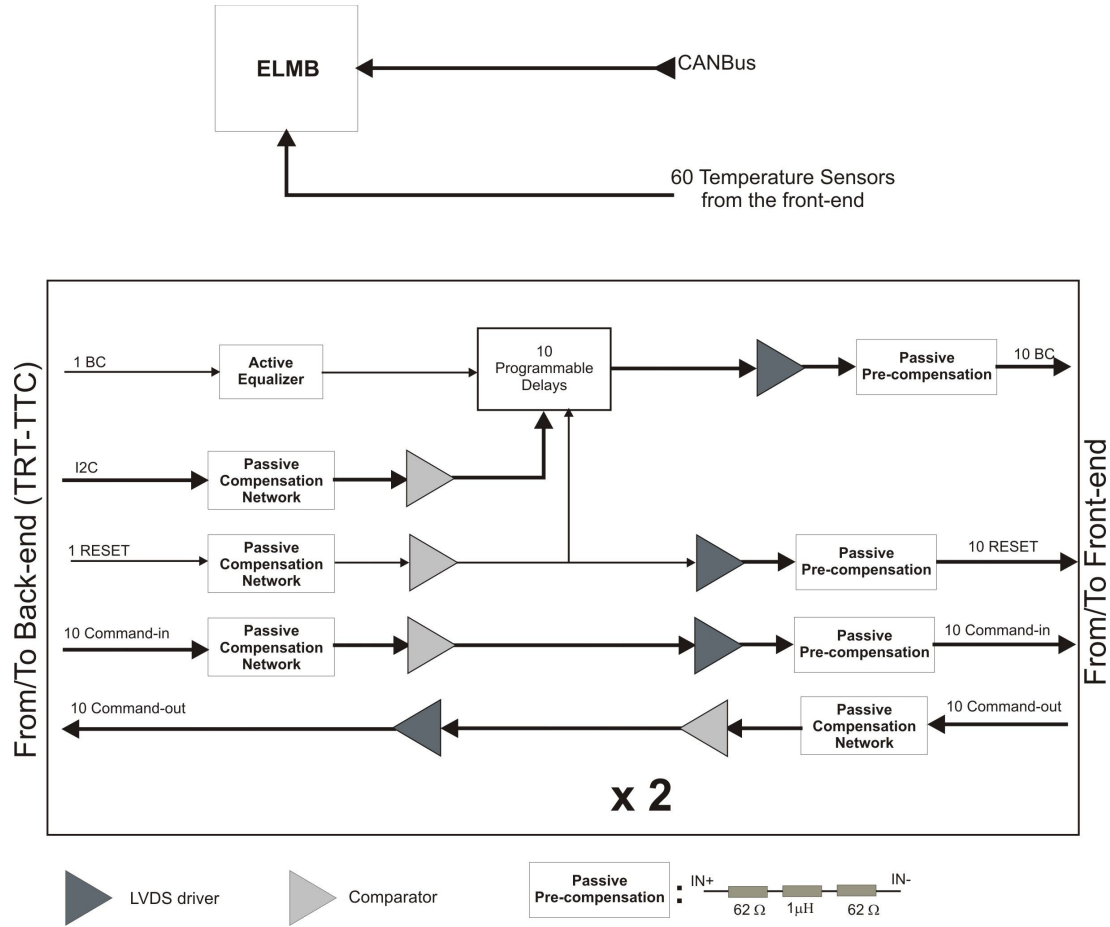 ELMB
CANBus
60 Temperature Sensors
from the front-end
From/To Back-end (TRT-TTC)
From/To Front-end
1 BC
Active
Equalizer
10
Programmable
Delays
Passive
Pre-compensation
10 BC
I2C
Passive
Compensation
Network
1 RESET
Passive
Compensation
Network
Passive
Pre-compensation
10 RESET
10 Command-in
Passive
Compensation
Network
Passive
Pre-compensation
10 Command-in
10 Command-out
Passive
Compensation
Network
10 Command-out
x 2
LVDS driver
Comparator
Passive
Pre-compensation
:
IN+
IN-
62 Ω
1μH
62 Ω